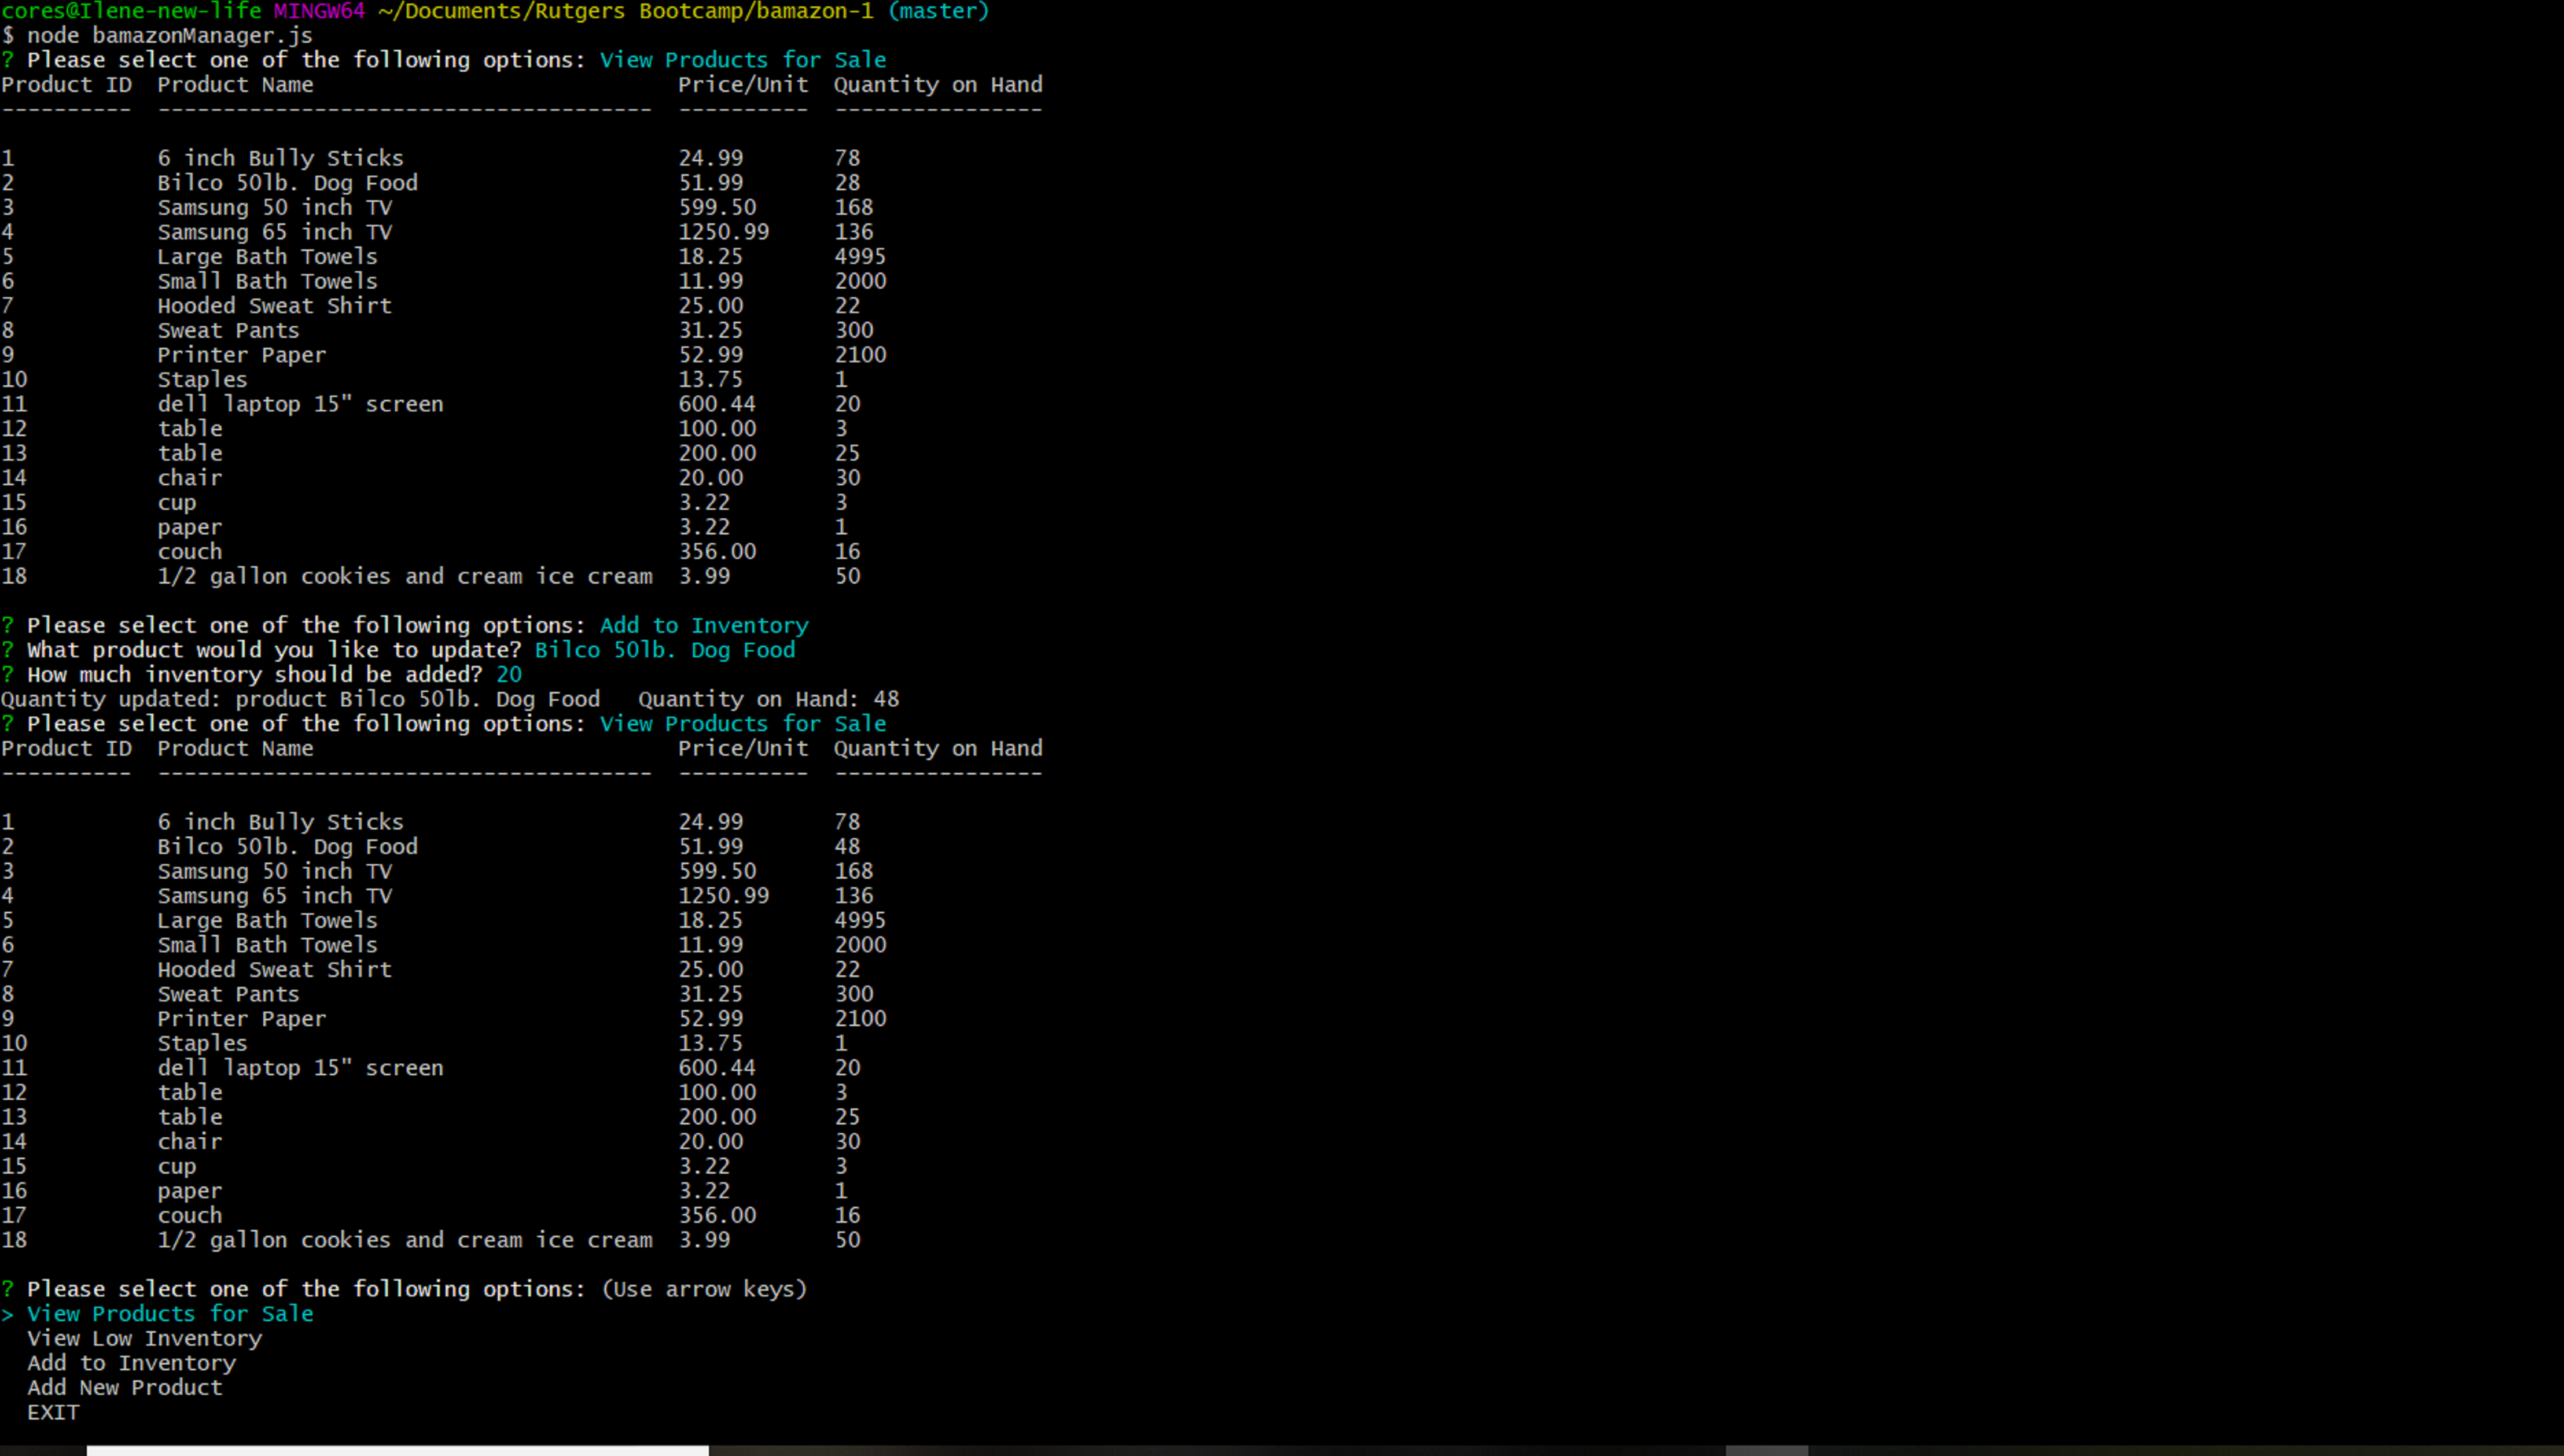 cores@Ilene-new-life MINGW64 ~/Documents/Rutgers Bootcamp/bamazon-1 (master)
$ node bamazonManager.js
? Please select one of the following options: View Products for Sale
Product ID  Product Name                            Price/Unit  Quantity on Hand
----------  --------------------------------------  ----------  ----------------
1           6 inch Bully Sticks                     24.99       78
2           Bilco 50lb. Dog Food                    51.99       28
3           Samsung 50 inch TV                      599.50      168
4           Samsung 65 inch TV                      1250.99     136
5           Large Bath Towels                       18.25       4995
6           Small Bath Towels                       11.99       2000
7           Hooded Sweat Shirt                      25.00       22
8           Sweat Pants                             31.25       300
9           Printer Paper                           52.99       2100
10          Staples                                 13.75       1
11          dell laptop 15" screen                  600.44      20
12          table                                   100.00      3
13          table                                   200.00      25
14          chair                                   20.00       30
15          cup                                     3.22        3
16          paper                                   3.22        1
17          couch                                   356.00      16
18          1/2 gallon cookies and cream ice cream  3.99        50
? Please select one of the following options: Add to Inventory
? What product would you like to update? Bilco 50lb. Dog Food
? How much inventory should be added? 20
Quantity updated: product Bilco 50lb. Dog Food   Quantity on Hand: 48
? Please select one of the following options: View Products for Sale
Product ID  Product Name                            Price/Unit  Quantity on Hand
----------  --------------------------------------  ----------  ----------------
1           6 inch Bully Sticks                     24.99       78
2           Bilco 50lb. Dog Food                    51.99       48
3           Samsung 50 inch TV                      599.50      168
4           Samsung 65 inch TV                      1250.99     136
5           Large Bath Towels                       18.25       4995
6           Small Bath Towels                       11.99       2000
7           Hooded Sweat Shirt                      25.00       22
8           Sweat Pants                             31.25       300
9           Printer Paper                           52.99       2100
10          Staples                                 13.75       1
11          dell laptop 15" screen                  600.44      20
12          table                                   100.00      3
13          table                                   200.00      25
14          chair                                   20.00       30
15          cup                                     3.22        3
16          paper                                   3.22        1
17          couch                                   356.00      16
18          1/2 gallon cookies and cream ice cream  3.99        50
? Please select one of the following options: (Use arrow keys)
> View Products for Sale
  View Low Inventory
  Add to Inventory
  Add New Product
  EXIT